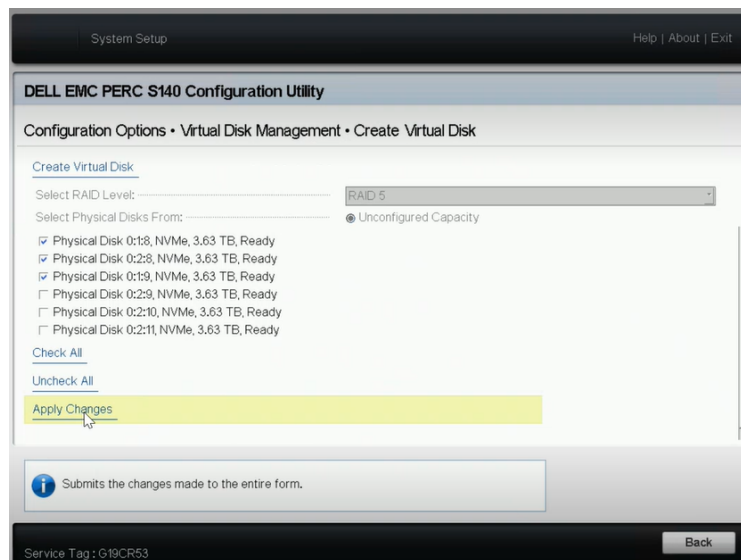 System Setup
Help | About | Exit
DELL EMC PERC S140 Configuration Utility
Configuration Options • Virtual Disk Management • Create Virtual Disk
Create Virtual Disk
Select RAID Level: RAID 5
Select Physical Disks From: Unconfigured Capacity
Physical Disk 0:1:8, NVMe, 3.63 TB, Ready
Physical Disk 0:2:8, NVMe, 3.63 TB, Ready
Physical Disk 0:1:9, NVMe, 3.63 TB, Ready
Physical Disk 0:2:9, NVMe, 3.63 TB, Ready
Physical Disk 0:2:10, NVMe, 3.63 TB, Ready
Physical Disk 0:2:11, NVMe, 3.63 TB, Ready
Check All
Uncheck All
Apply Changes
Submits the changes made to the entire form.
Service Tag : G19CR53
Back